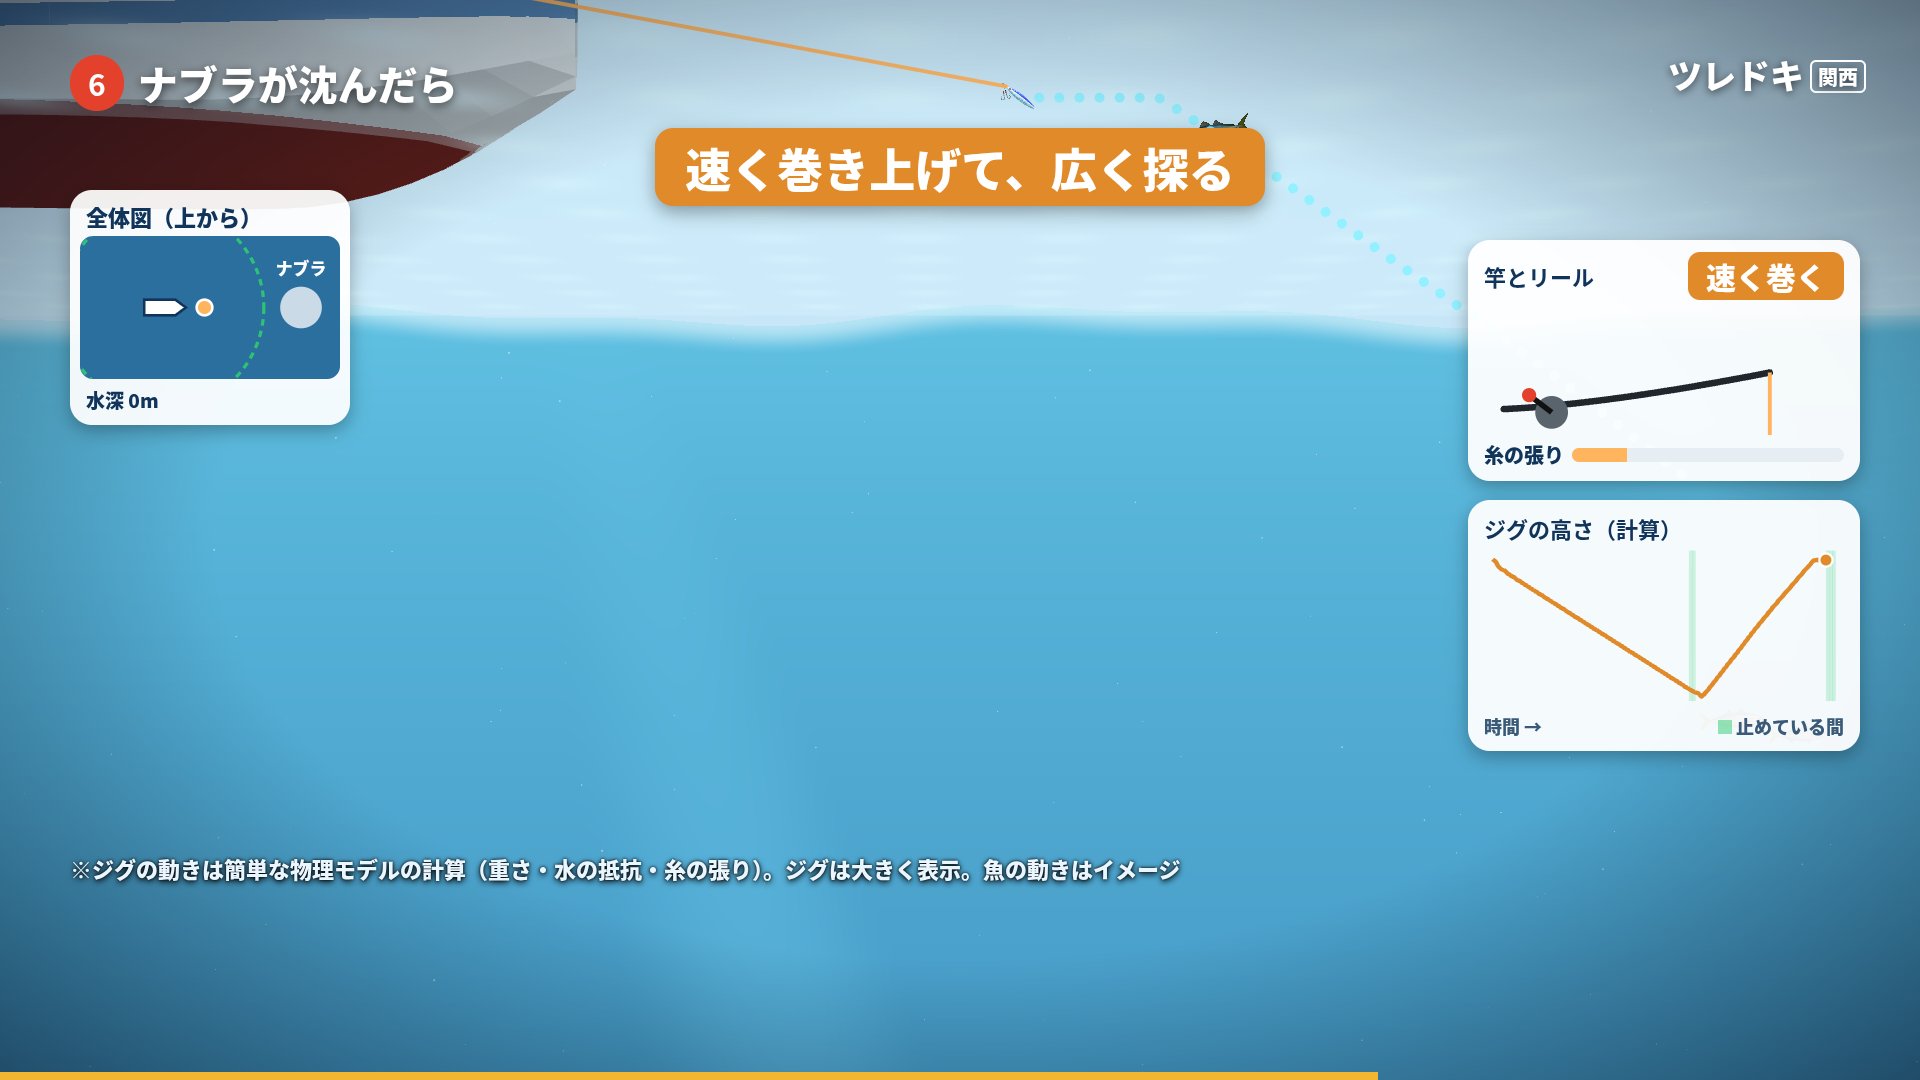 6 ナブラが沈んだら
ツレドキ 関西
速く巻き上げて、広く探る
全体図（上から）
ナブラ
水深 0m
竿とリール
速く巻く
糸の張り
ジグの高さ（計算）
時間→
止めている間
※ジグの動きは簡単な物理モデルの計算（重さ・水の抵抗・糸の張り）。ジグは大きく表示。魚の動きはイメージ